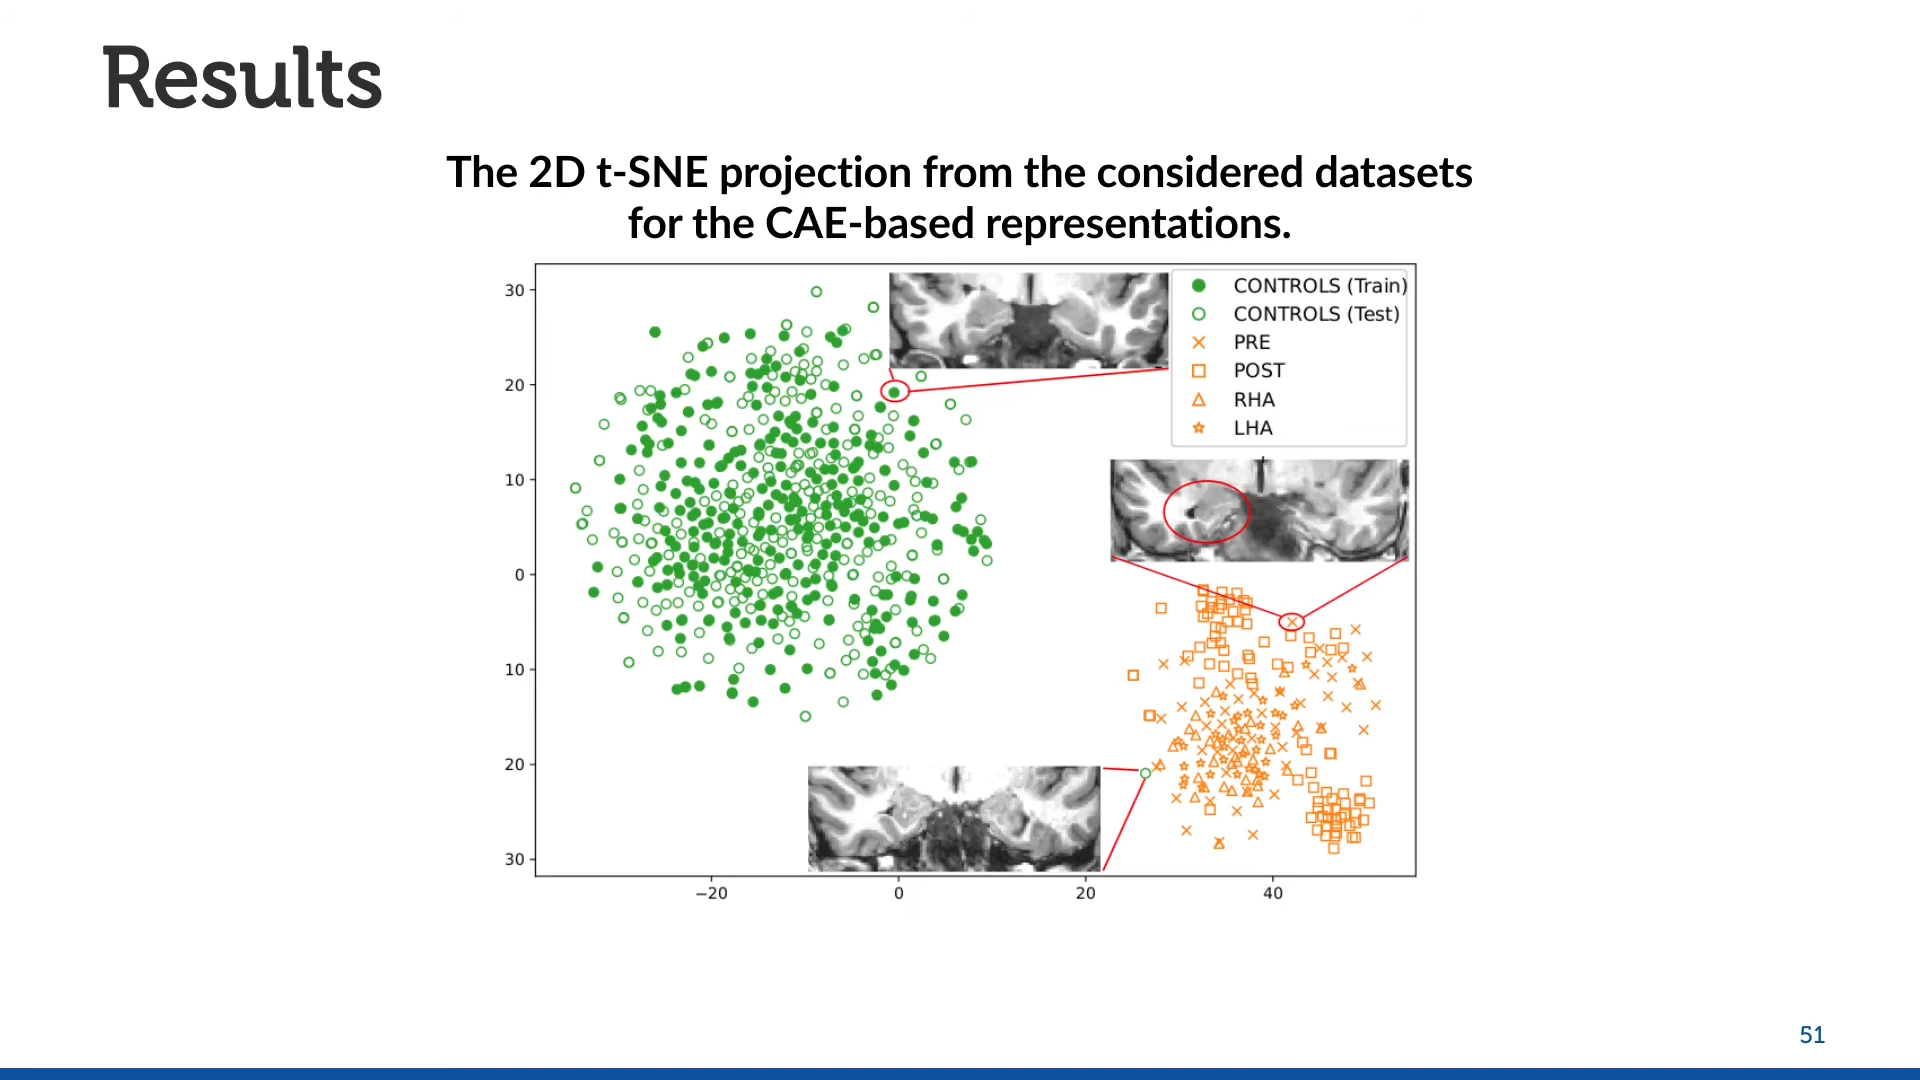 Results
The 2D t-SNE projection from the considered datasets
for the CAE-based representations.
30
20
10
0
10
20
30
−20
0
20
40
CONTROLS (Train)
CONTROLS (Test)
PRE
POST
RHA
LHA
51